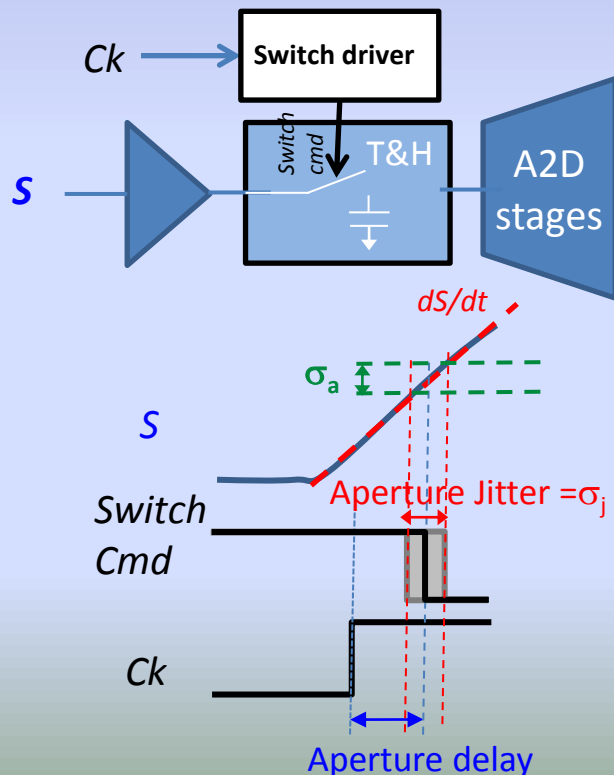 Ck
Switch driver
Switch
cmd
T&H
S
A2D
stages
dS/dt
σa
S
Aperture Jitter =σj
Switch
Cmd
Ck
Aperture delay